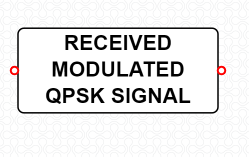 RECEIVED
MODULATED
QPSK SIGNAL